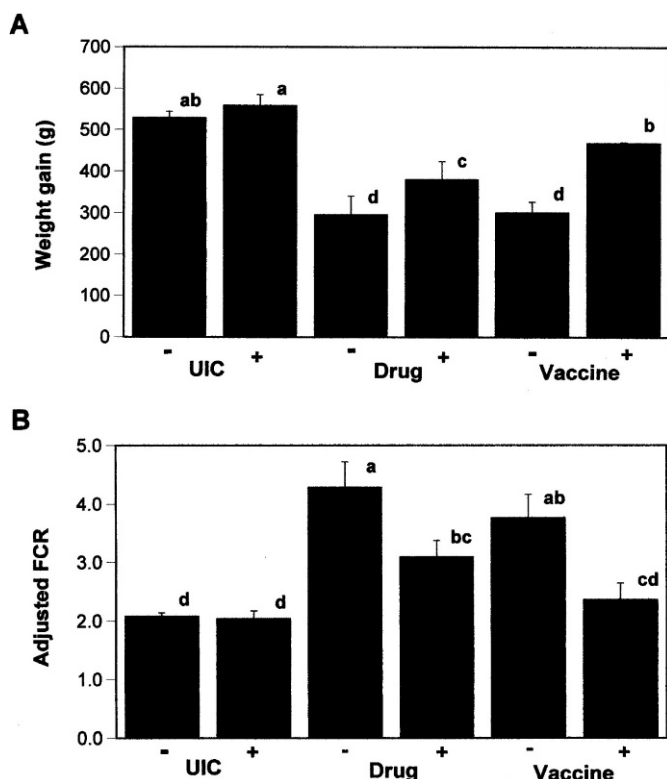 A
Weight gain (g)
700
600
500
400
300
200
100
0
ab
a
d
c
d
b
- + - + - +
UIC Drug Vaccine
B
Adjusted FCR
5.0
4.0
3.0
2.0
1.0
0.0
d
d
a
bc
ab
cd
- + - + - +
UIC Drug Vaccine